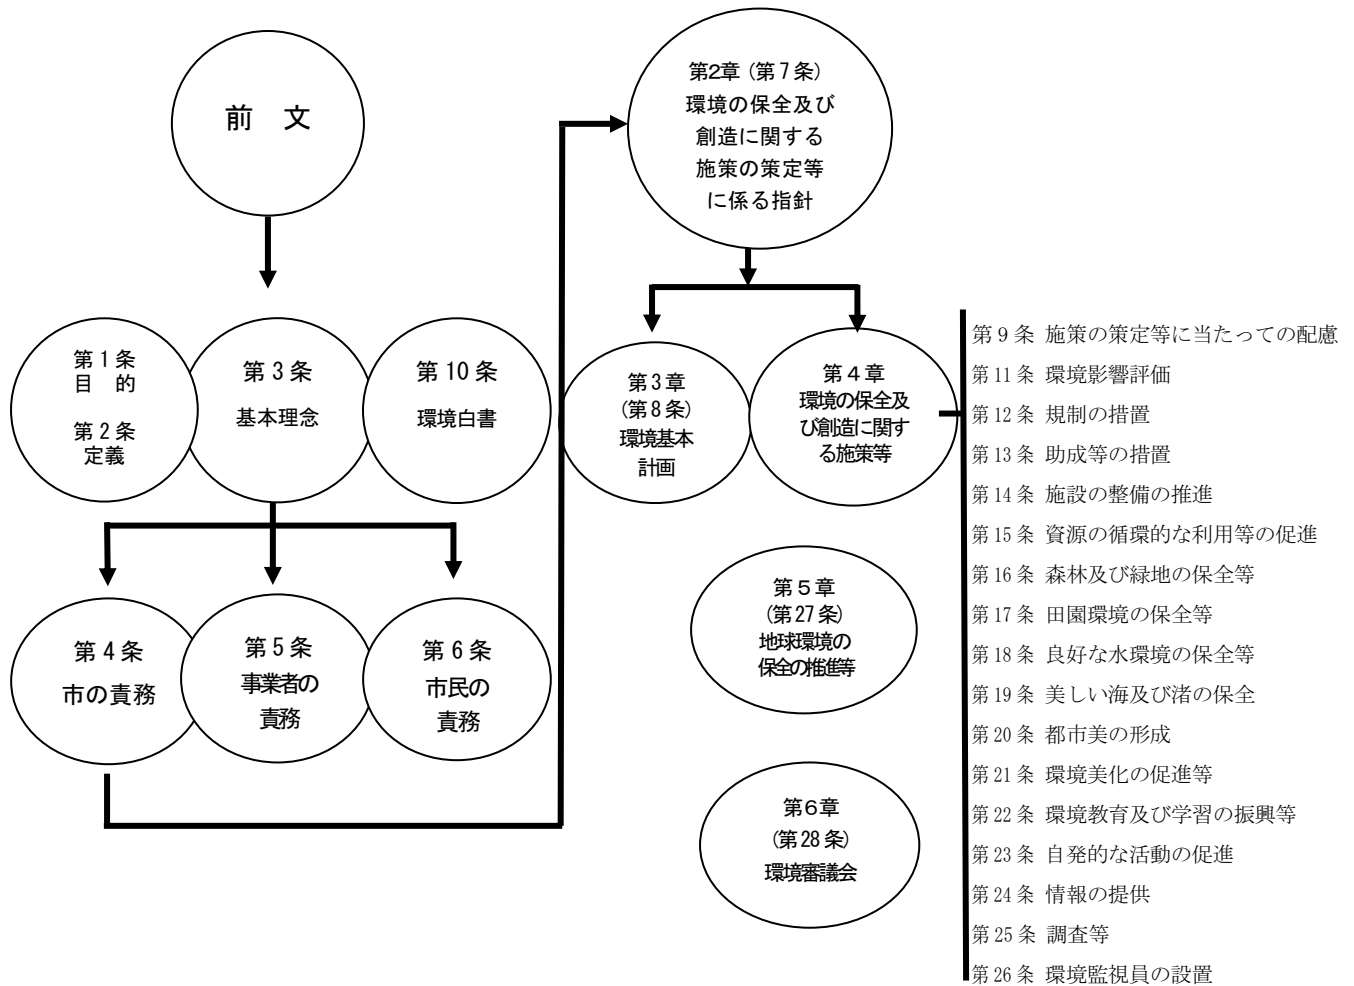 前　文
第１条
目　的
第２条
定義
第３条
基本理念
第10条
環境白書
第４条
市の責務
第５条
事業者の
責務
第６条
市民の
責務
第2章（第７条）
環境の保全及び
創造に関する
施策の策定等
に係る指針
第3章
(第8条)
環境基本
計画
第４章
環境の保全及
び創造に関す
る施策等
第５章
(第27条)
地球環境の
保全の推進等
第6章
(第28条)
環境審議会
第９条 施策の策定等に当たっての配慮
第11条 環境影響評価
第12条 規制の措置
第13条 助成等の措置
第14条 施設の整備の推進
第15条 資源の循環的な利用等の促進
第16条 森林及び緑地の保全等
第17条 田園環境の保全等
第18条 良好な水環境の保全等
第19条 美しい海及び渚の保全
第20条 都市美の形成
第21条 環境美化の促進等
第22条 環境教育及び学習の振興等
第23条 自発的な活動の促進
第24条 情報の提供
第25条 調査等
第26条 環境監視員の設置